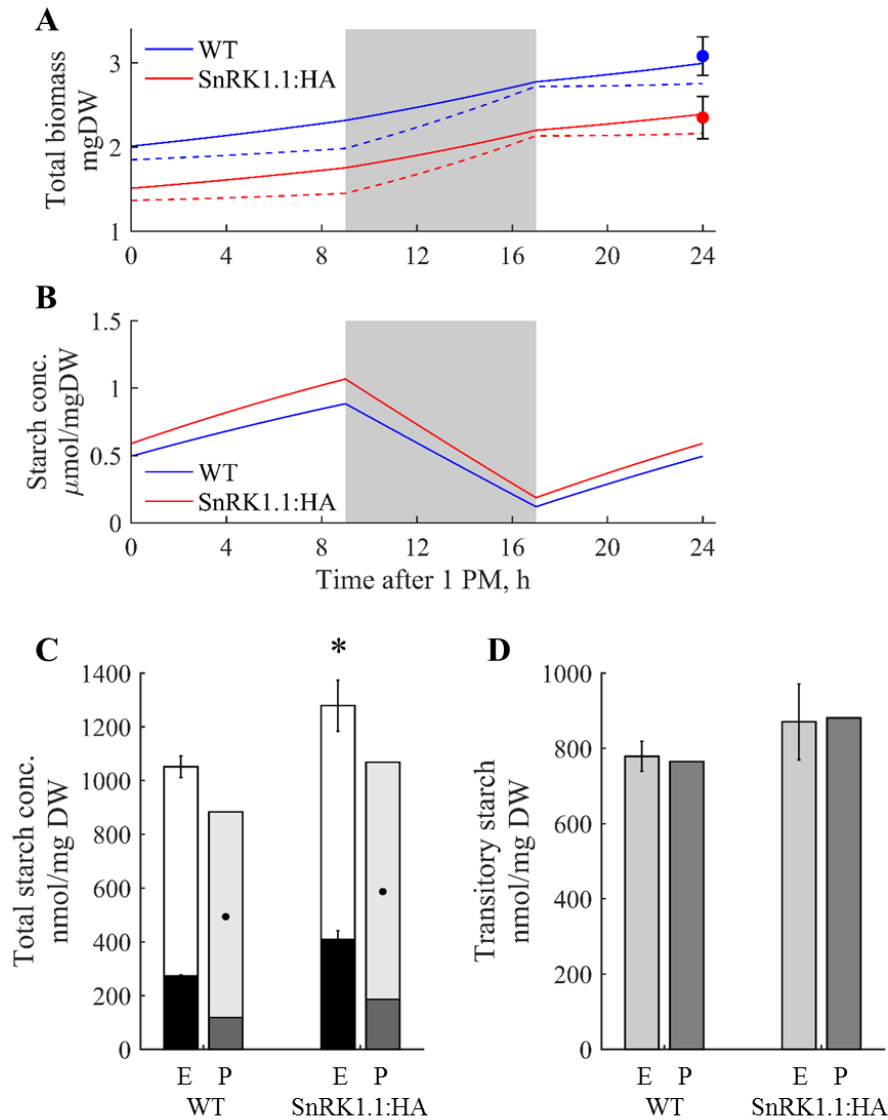 A
Total biomass
mgDW
3
2
1
WT
SnRK1.1:HA
0 4 8 12 16 20 24
B
Starch conc.
μmol/mgDW
1.5
1
0.5
0
WT
SnRK1.1:HA
0 4 8 12 16 20 24
Time after 1 PM, h
C
Total starch conc.
nmol/mg DW
1400
1200
1000
800
600
400
200
0
*
E P E P
WT SnRK1.1:HA
D
Transitory starch
nmol/mg DW
1000
800
600
400
200
0
E P E P
WT SnRK1.1:HA